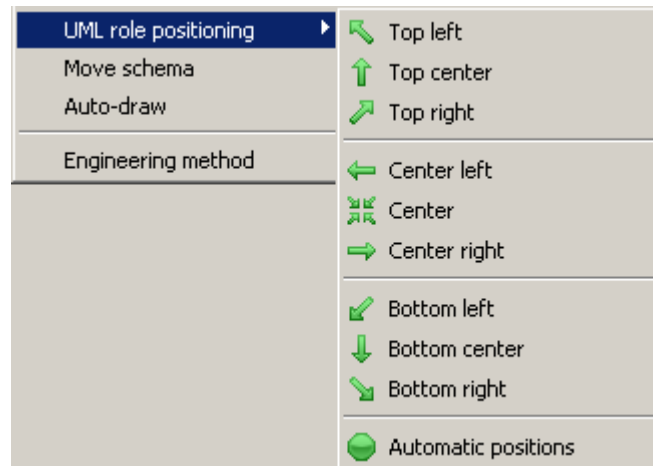 UML role positioning
Move schema
Auto-draw
Engineering method
Top left
Top center
Top right
Center left
Center
Center right
Bottom left
Bottom center
Bottom right
Automatic positions